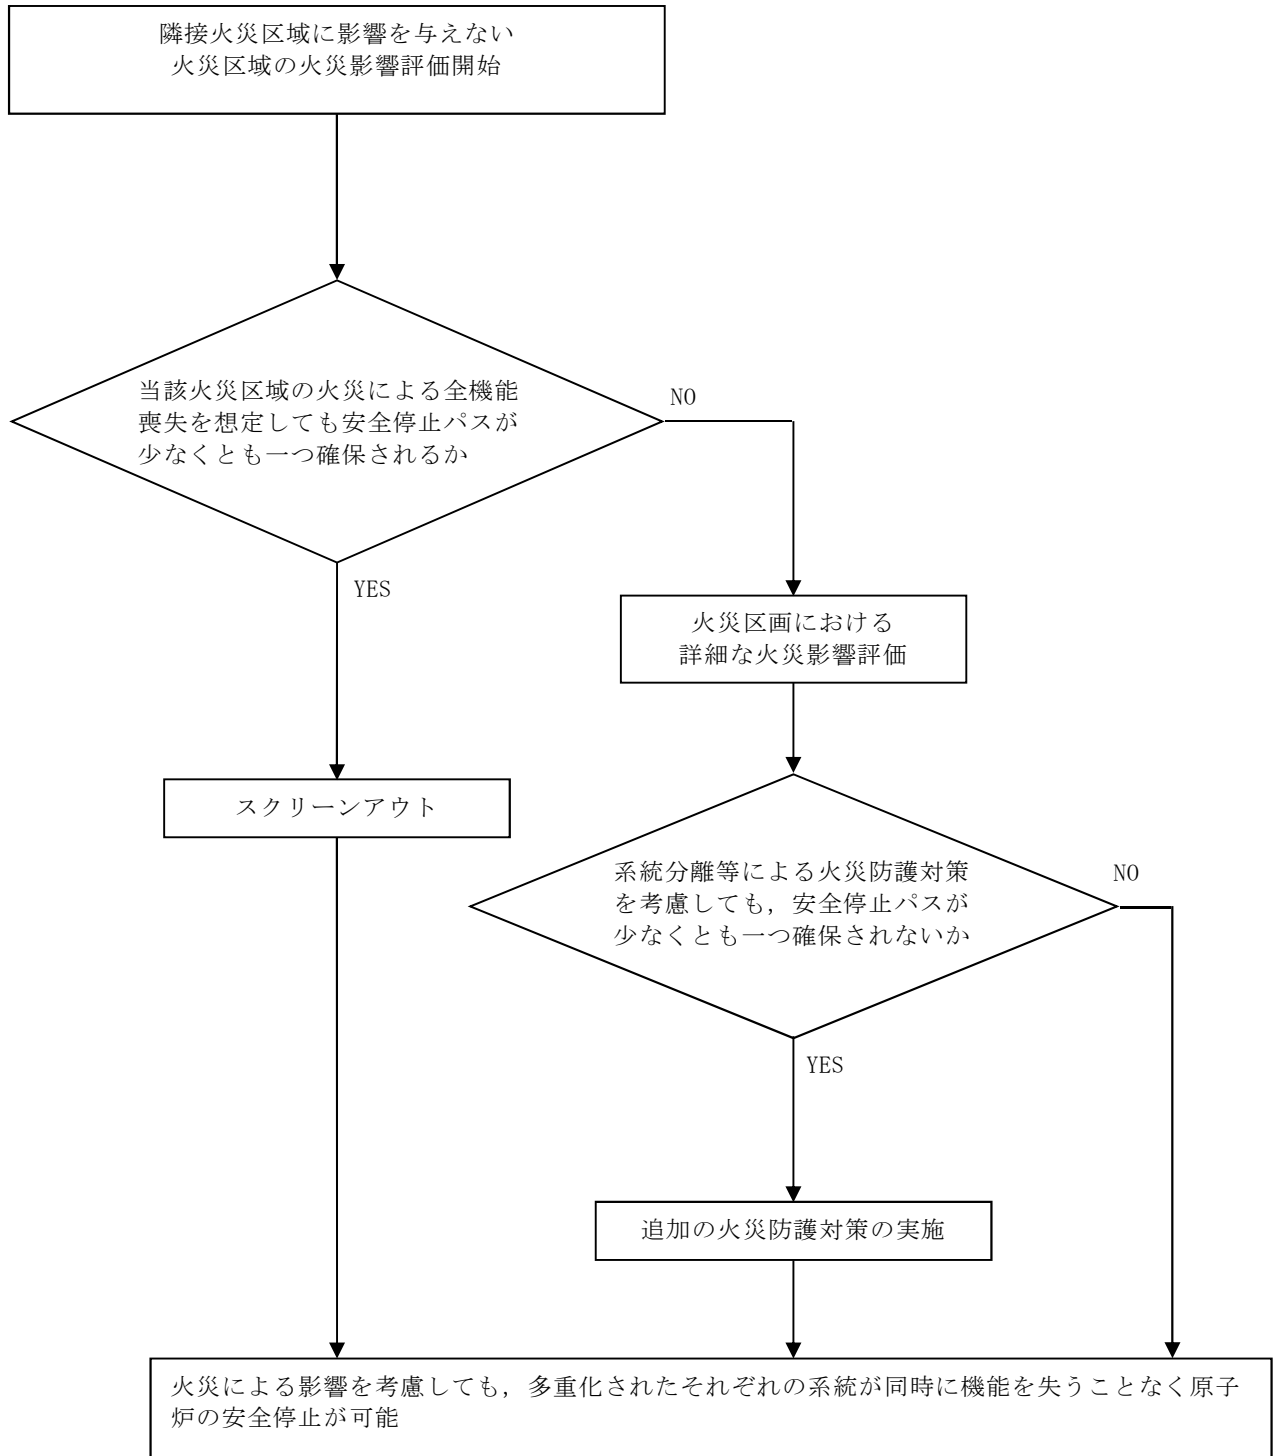 隣接火災区域に影響を与えない
火災区域の火災影響評価開始
当該火災区域の火災による全機能
喪失を想定しても安全停止パスが
少なくとも一つ確保されるか
NO
YES
火災区画における
詳細な火災影響評価
スクリーンアウト
系統分離等による火災防護対策
を考慮しても，安全停止パスが
少なくとも一つ確保されないか
NO
YES
追加の火災防護対策の実施
火災による影響を考慮しても，多重化されたそれぞれの系統が同時に機能を失うことなく原子
炉の安全停止が可能